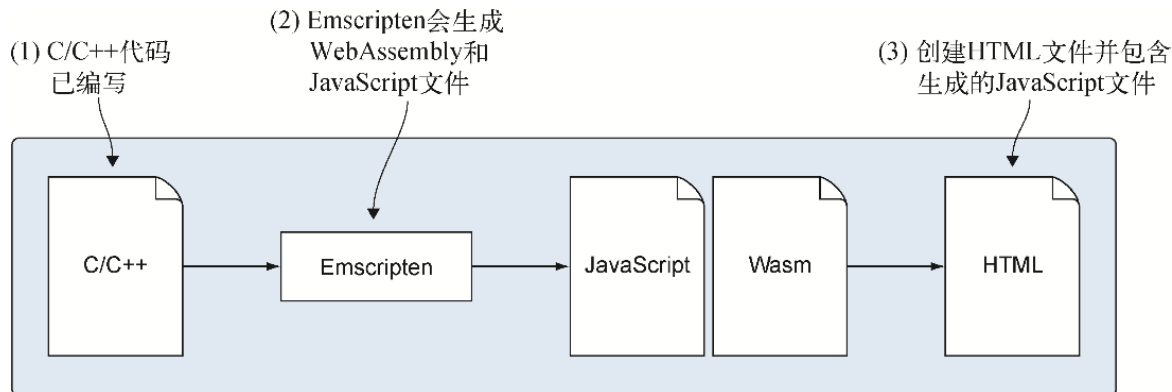 (1) C/C++代码
已编写
(2) Emscripten会生成
WebAssembly和
JavaScript文件
(3) 创建HTML文件并包含
生成的JavaScript文件
C/C++
Emscripten
JavaScript
Wasm
HTML